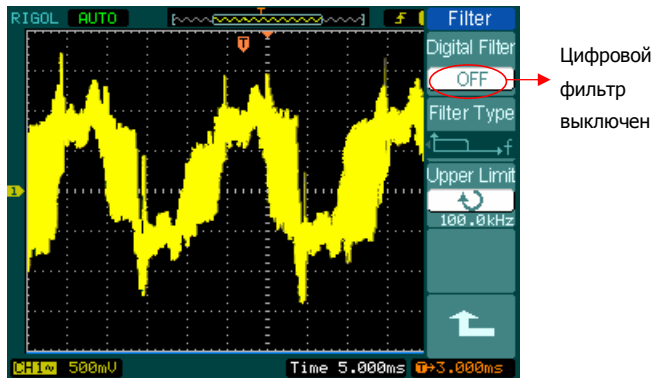 RIGOL AUTO T Filter
T
Digital Filter
OFF
Цифровой
фильтр
выключен
Filter Type
f
Upper Limit
100.0kHz
1
CH1~ 500mV Time 5.000ms T→3.000ms